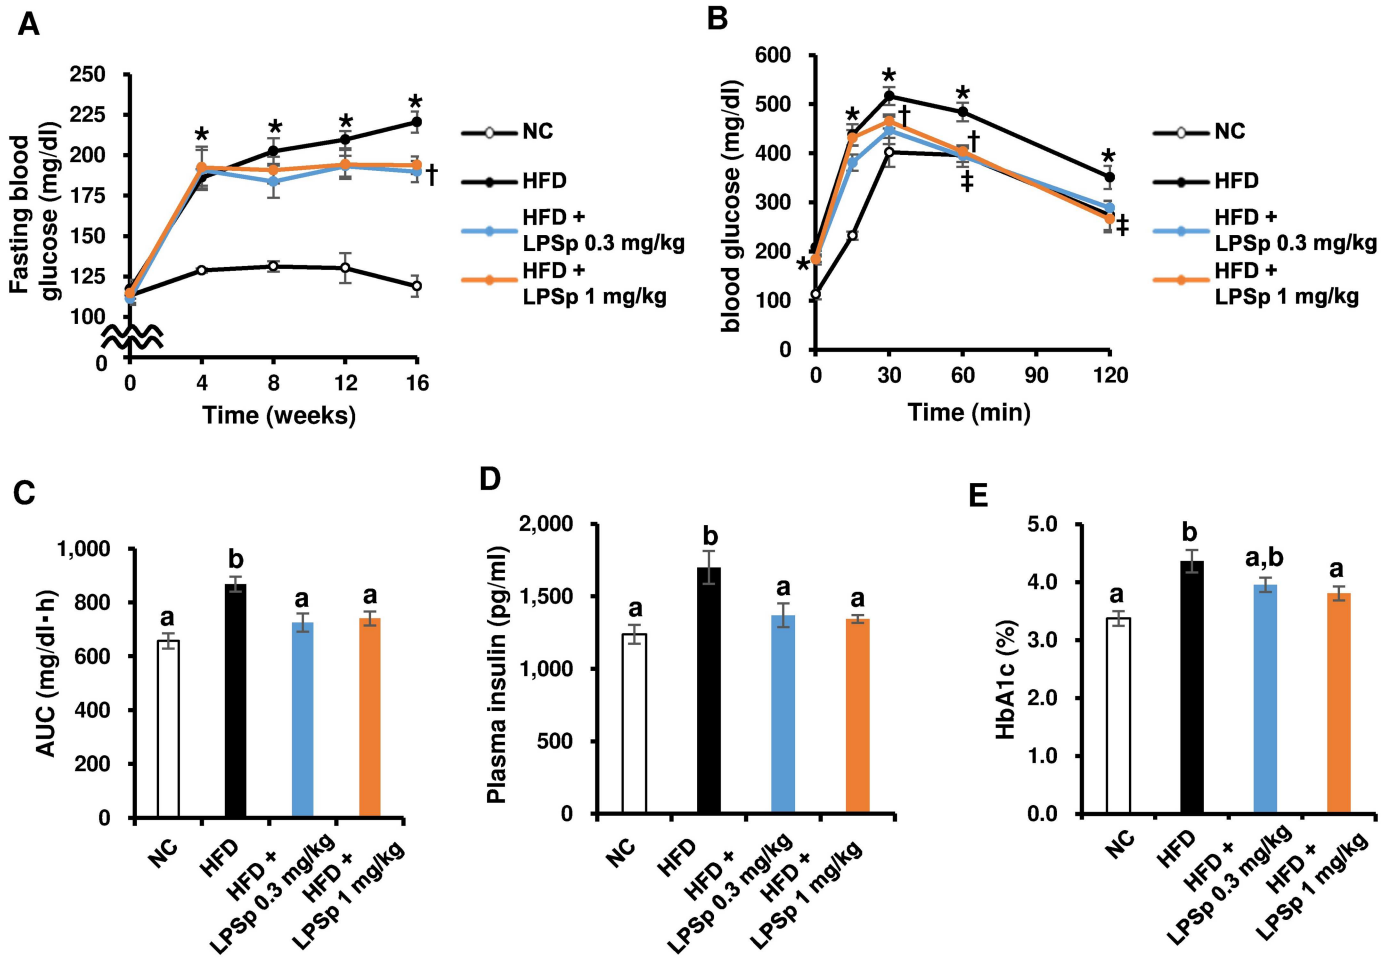 A
Fasting blood
glucose (mg/dl)
250
225
200
175
150
125
100
0
* * * *
†
0 4 8 12 16
Time (weeks)
NC
HFD
HFD +
LPSp 0.3 mg/kg
HFD +
LPSp 1 mg/kg
B
blood glucose (mg/dl)
600
500
400
300
200
100
0
* * * * *
† †
‡ ‡
0 30 60 90 120
Time (min)
NC
HFD
HFD +
LPSp 0.3 mg/kg
HFD +
LPSp 1 mg/kg
C
AUC (mg/dl·h)
1,000
800
600
400
200
0
a b a a
NC
HFD
HFD +
LPSp 0.3 mg/kg
HFD +
LPSp 1 mg/kg
D
Plasma insulin (pg/ml)
2,000
1,500
1,000
500
0
a b a a
NC
HFD
HFD +
LPSp 0.3 mg/kg
HFD +
LPSp 1 mg/kg
E
HbA1c (%)
5.0
4.0
3.0
2.0
1.0
0.0
a b a,b a
NC
HFD
HFD +
LPSp 0.3 mg/kg
HFD +
LPSp 1 mg/kg